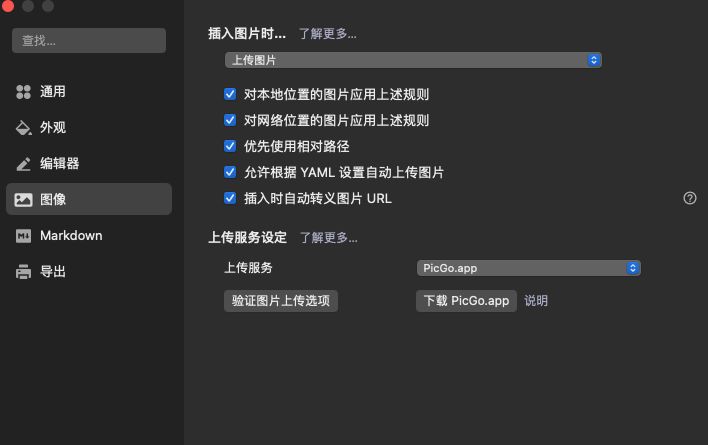 查找...
通用
外观
编辑器
图像
Markdown
导出
插入图片时... 了解更多...
上传图片
对本地位置的图片应用上述规则
对网络位置的图片应用上述规则
优先使用相对路径
允许根据 YAML 设置自动上传图片
插入时自动转义图片 URL
上传服务设定 了解更多...
上传服务 PicGo.app
验证图片上传选项 下载 PicGo.app 说明